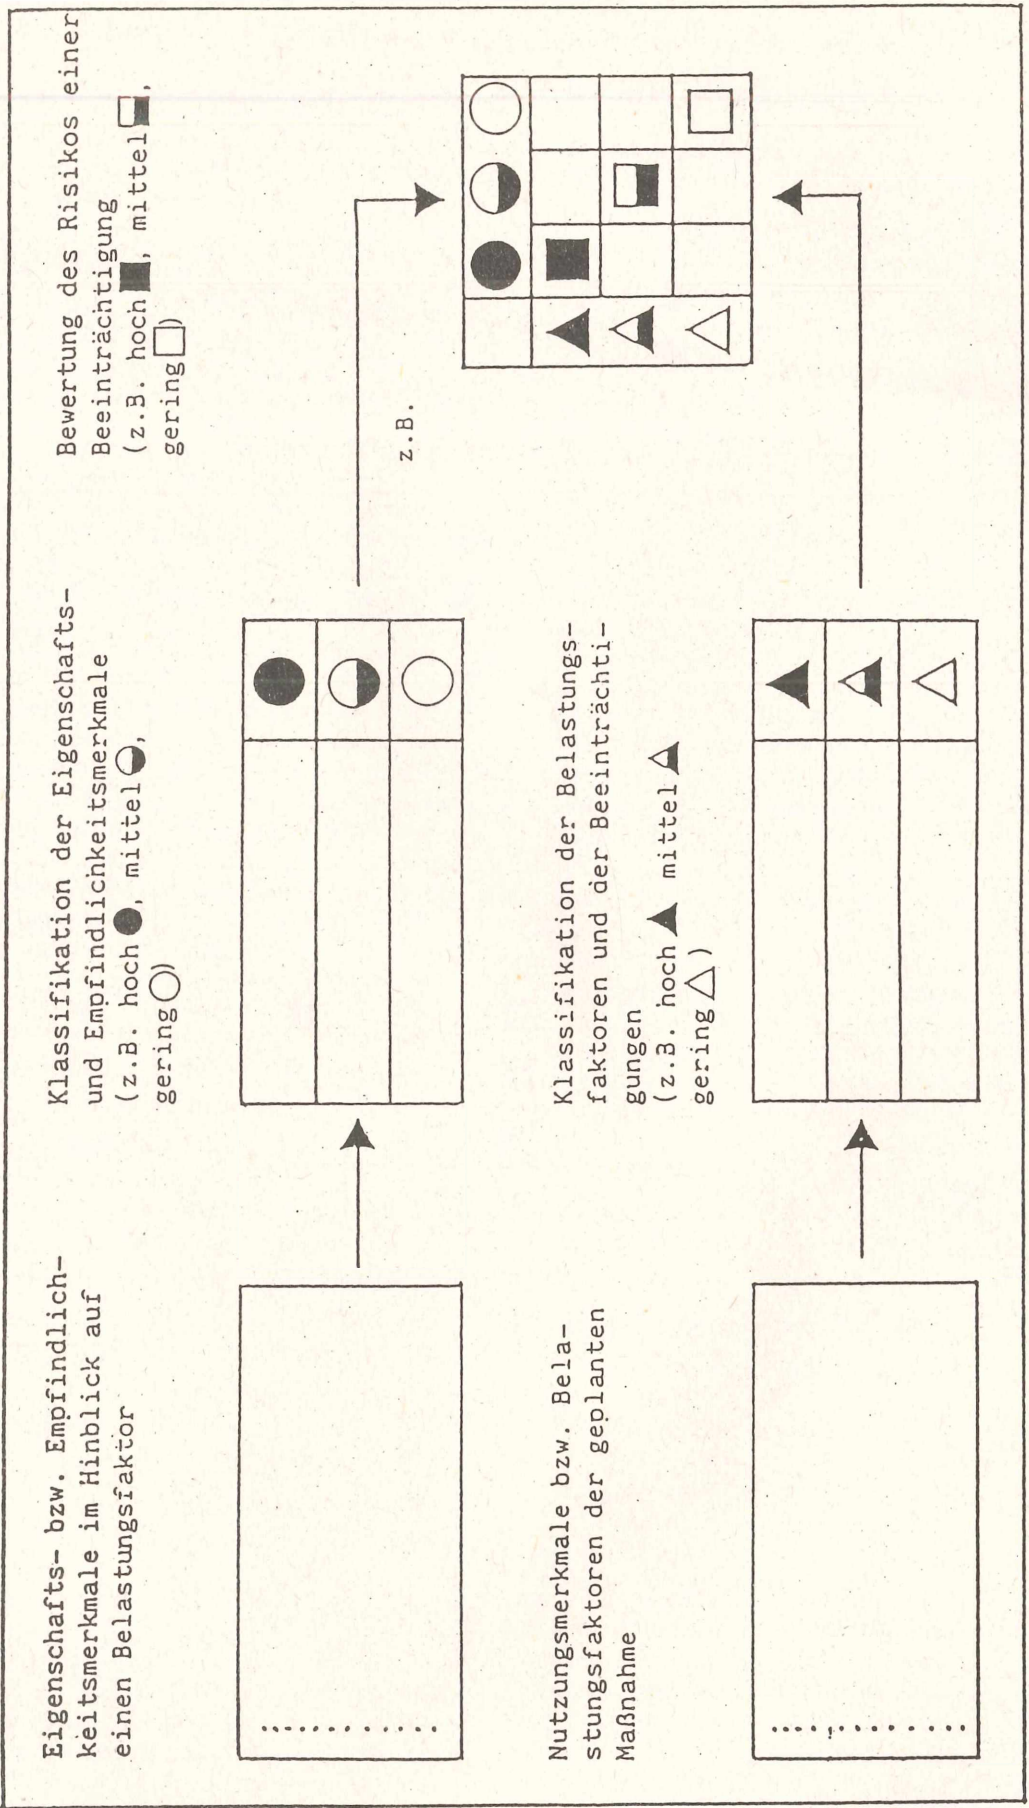 Eigenschafts- bzw. Empfindlich-
keitsmerkmale im Hinblick auf
einen Belastungsfaktor
Klassifikation der Eigenschafts-
und Empfindlichkeitsmerkmale
(z.B. hoch ●, mittel ◒,
gering ○)
Bewertung des Risikos einer
Beeinträchtigung
(z.B. hoch ■, mittel ⬓,
gering □)
z.B.
Nutzungsmerkmale bzw. Bela-
stungsfaktoren der geplanten
Maßnahme
Klassifikation der Belastungs-
faktoren und der Beeinträchti-
gungen
(z.B. hoch ▲ mittel
gering △)